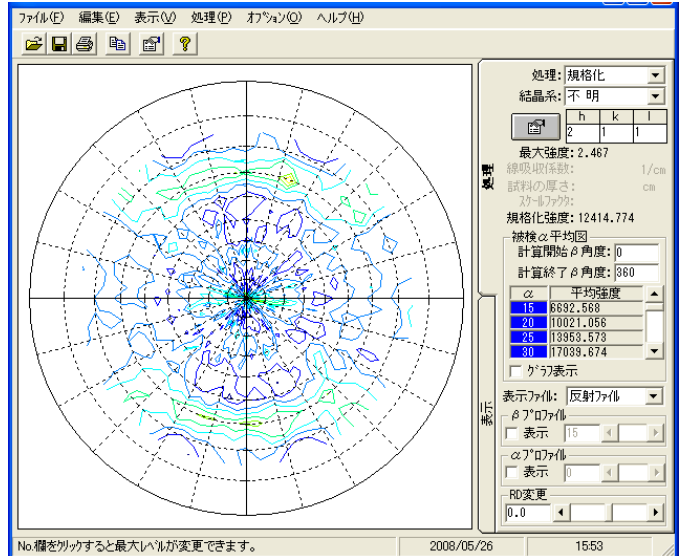 ファイル(F) 編集(E) 表示(V) 処理(P) オプション(O) ヘルプ(H)
処理: 規格化
結晶系: 不 明
h k l
2 1 1
最大強度: 2.467
線吸収係数: 1/cm
試料の厚さ: cm
スケールファクタ:
規格化強度: 12414.774
被検α平均図
計算開始β角度: 0
計算終了β角度: 360
α 平均強度
15 6692.568
20 10021.056
25 13953.573
30 17039.674
グラフ表示
表示ファイル: 反射ファイル
βプロファイル
表示 15
αプロファイル
表示 0
RD変更
0.0
処理
表示
No.欄をクリックすると最大レベルが変更できます。 2008/05/26 15:53